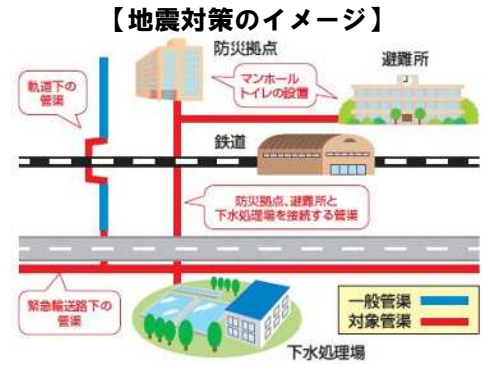 【地震対策のイメージ】
防災拠点
避難所
軌道下の
管渠
マンホール
トイレの設置
鉄道
防災拠点、避難所と
下水処理場を接続する管渠
緊急輸送路下の
管渠
一般管渠
対象管渠
下水処理場